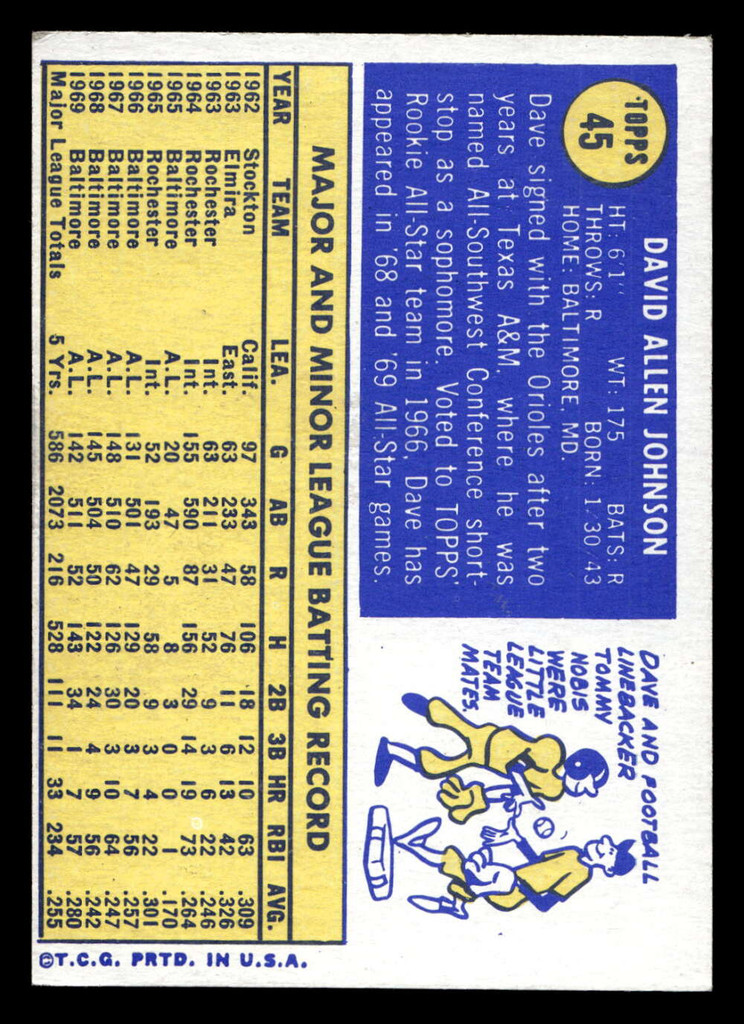 TOPPS
45
DAVID ALLEN JOHNSON
HT: 6'1" WT: 175 BATS: R
THROWS: R BORN: 1/30/43
HOME: BALTIMORE, MD.
Dave signed with the Orioles after two
years at Texas A&M, where he was
named All-Southwest Conference short-
stop as a sophomore. Voted to TOPPS'
Rookie All-Star team in 1966, Dave has
appeared in '68 and '69 All-Star games.
DAVE AND FOOTBALL
LINEBACKER
TOMMY
NOBIS
WERE
LITTLE
LEAGUE
TEAM
MATES.
MAJOR AND MINOR LEAGUE BATTING RECORD
YEAR TEAM LEA. G AB R H 2B 3B HR RBI AVG.
1962 Stockton Calif. 97 343 58 106 18 12 10 63 .309
1963 Elmira East. 63 233 47 76 11 6 13 42 .326
1963 Rochester Int. 63 211 31 52 9 3 6 22 .246
1964 Rochester Int. 155 590 87 156 29 14 19 73 .264
1965 Baltimore A.L. 20 47 5 8 3 0 0 1 .170
1965 Rochester Int. 52 193 29 58 9 3 4 22 .301
1966 Baltimore A.L. 131 501 47 129 20 3 7 56 .257
1967 Baltimore A.L. 148 510 62 126 30 3 10 64 .247
1968 Baltimore A.L. 145 504 50 122 24 4 9 56 .242
1969 Baltimore A.L. 142 511 52 143 34 1 7 57 .280
Major League Totals 5 Yrs. 586 2073 216 528 111 11 33 234 .255
©T.C.G. PRTD. IN U.S.A.